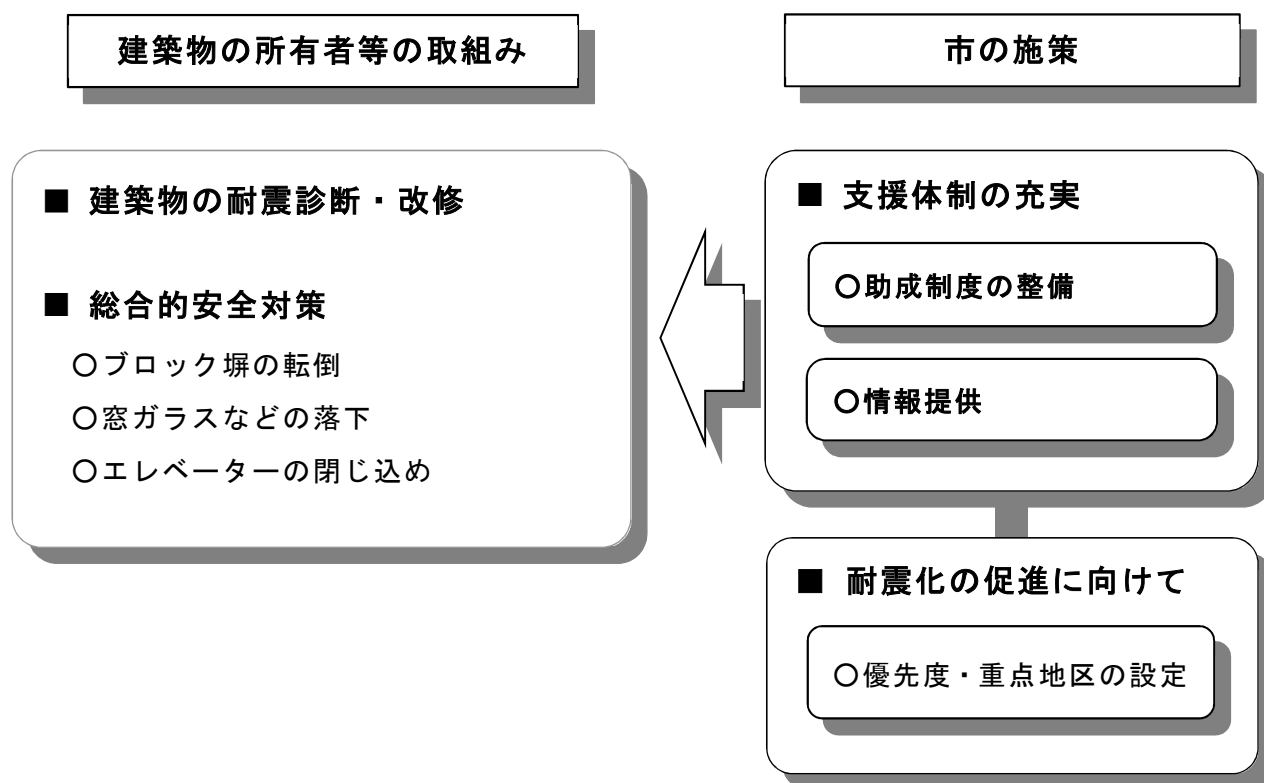 建築物の所有者等の取組み
■ 建築物の耐震診断・改修
■ 総合的安全対策
○ブロック塀の転倒
○窓ガラスなどの落下
○エレベーターの閉じ込め
市の施策
■ 支援体制の充実
○助成制度の整備
○情報提供
■ 耐震化の促進に向けて
○優先度・重点地区の設定